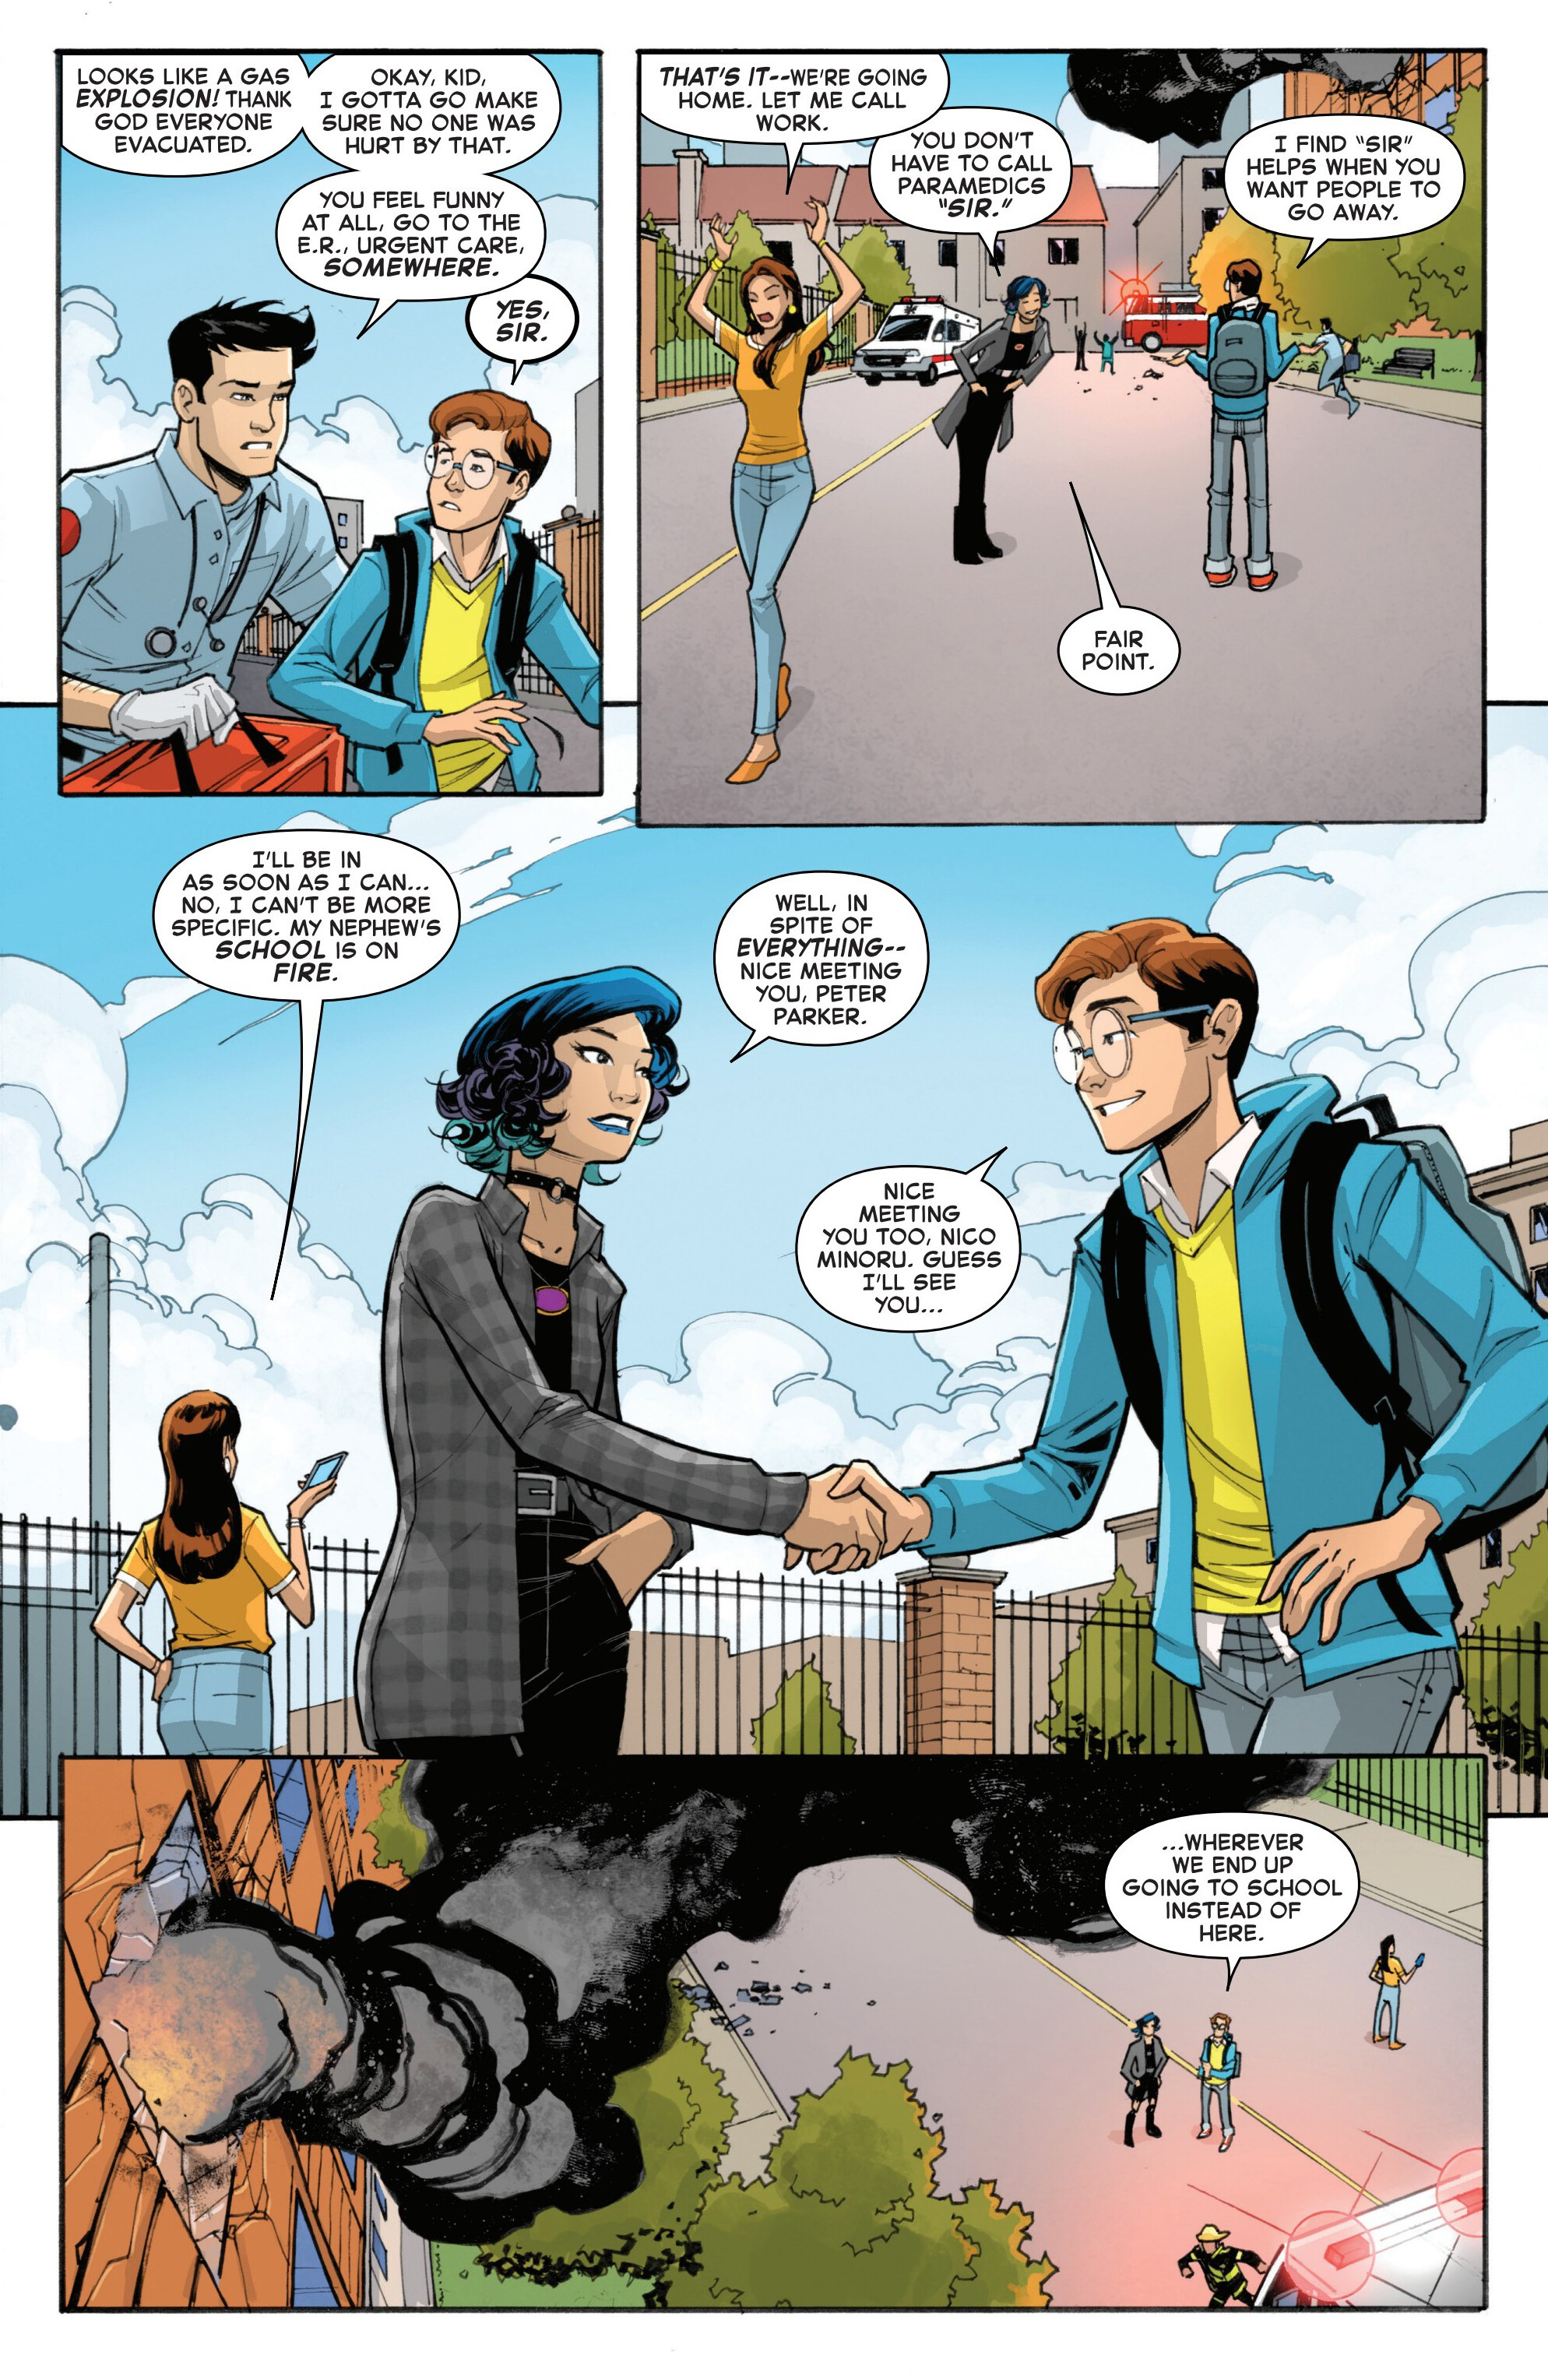 LOOKS LIKE A GAS
EXPLOSION! THANK
GOD EVERYONE
EVACUATED.
OKAY, KID,
I GOTTA GO MAKE
SURE NO ONE WAS
HURT BY THAT.
YOU FEEL FUNNY
AT ALL, GO TO THE
E.R., URGENT CARE,
SOMEWHERE.
YES,
SIR.
THAT'S IT--WE'RE GOING
HOME. LET ME CALL
WORK.
YOU DON'T
HAVE TO CALL
PARAMEDICS
"SIR."
I FIND "SIR"
HELPS WHEN YOU
WANT PEOPLE TO
GO AWAY.
FAIR
POINT.
I'LL BE IN
AS SOON AS I CAN...
NO, I CAN'T BE MORE
SPECIFIC. MY NEPHEW'S
SCHOOL IS ON
FIRE.
WELL, IN
SPITE OF
EVERYTHING--
NICE MEETING
YOU, PETER
PARKER.
NICE
MEETING
YOU TOO, NICO
MINORU. GUESS
I'LL SEE
YOU...
...WHEREVER
WE END UP
GOING TO SCHOOL
INSTEAD OF
HERE.